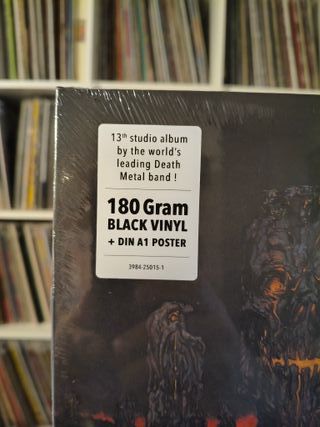 13th studio album
by the world's
leading Death
Metal band !
180 Gram
BLACK VINYL
+ DIN A1 POSTER
3984-25015-1